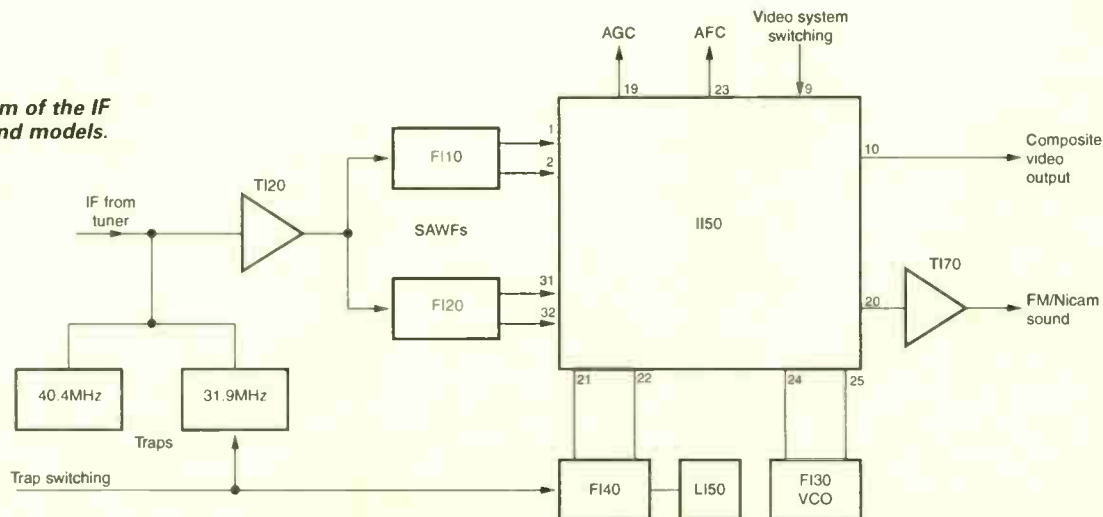 m of the IF
nd models.
IF from
tuner
TI20
FI10
1
2
SAWFs
FI20
31
32
AGC
AFC
Video system
switching
19
23
9
II50
10
Composite
video
output
20
TI70
FM/Nicam
sound
21
22
24
25
40.4MHz
31.9MHz
Traps
Trap switching
FI40
LI50
FI30
VCO